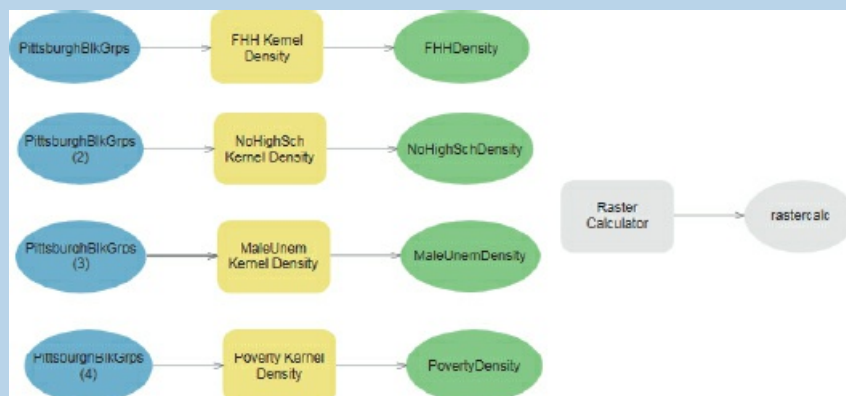 PittsburghBlkGrps
FHH Kernel
Density
FHHDensity
PittsburghBlkGrps
(2)
NoHighSch
Kernel Density
NoHighSchDensity
Raster
Calculator
rastercalc
PittsburghBlkGrps
(3)
MaleUnem
Kernel Density
MaleUnemDensity
PittsburghBlkGrps
(4)
Poverty Kernel
Density
PovertyDensity